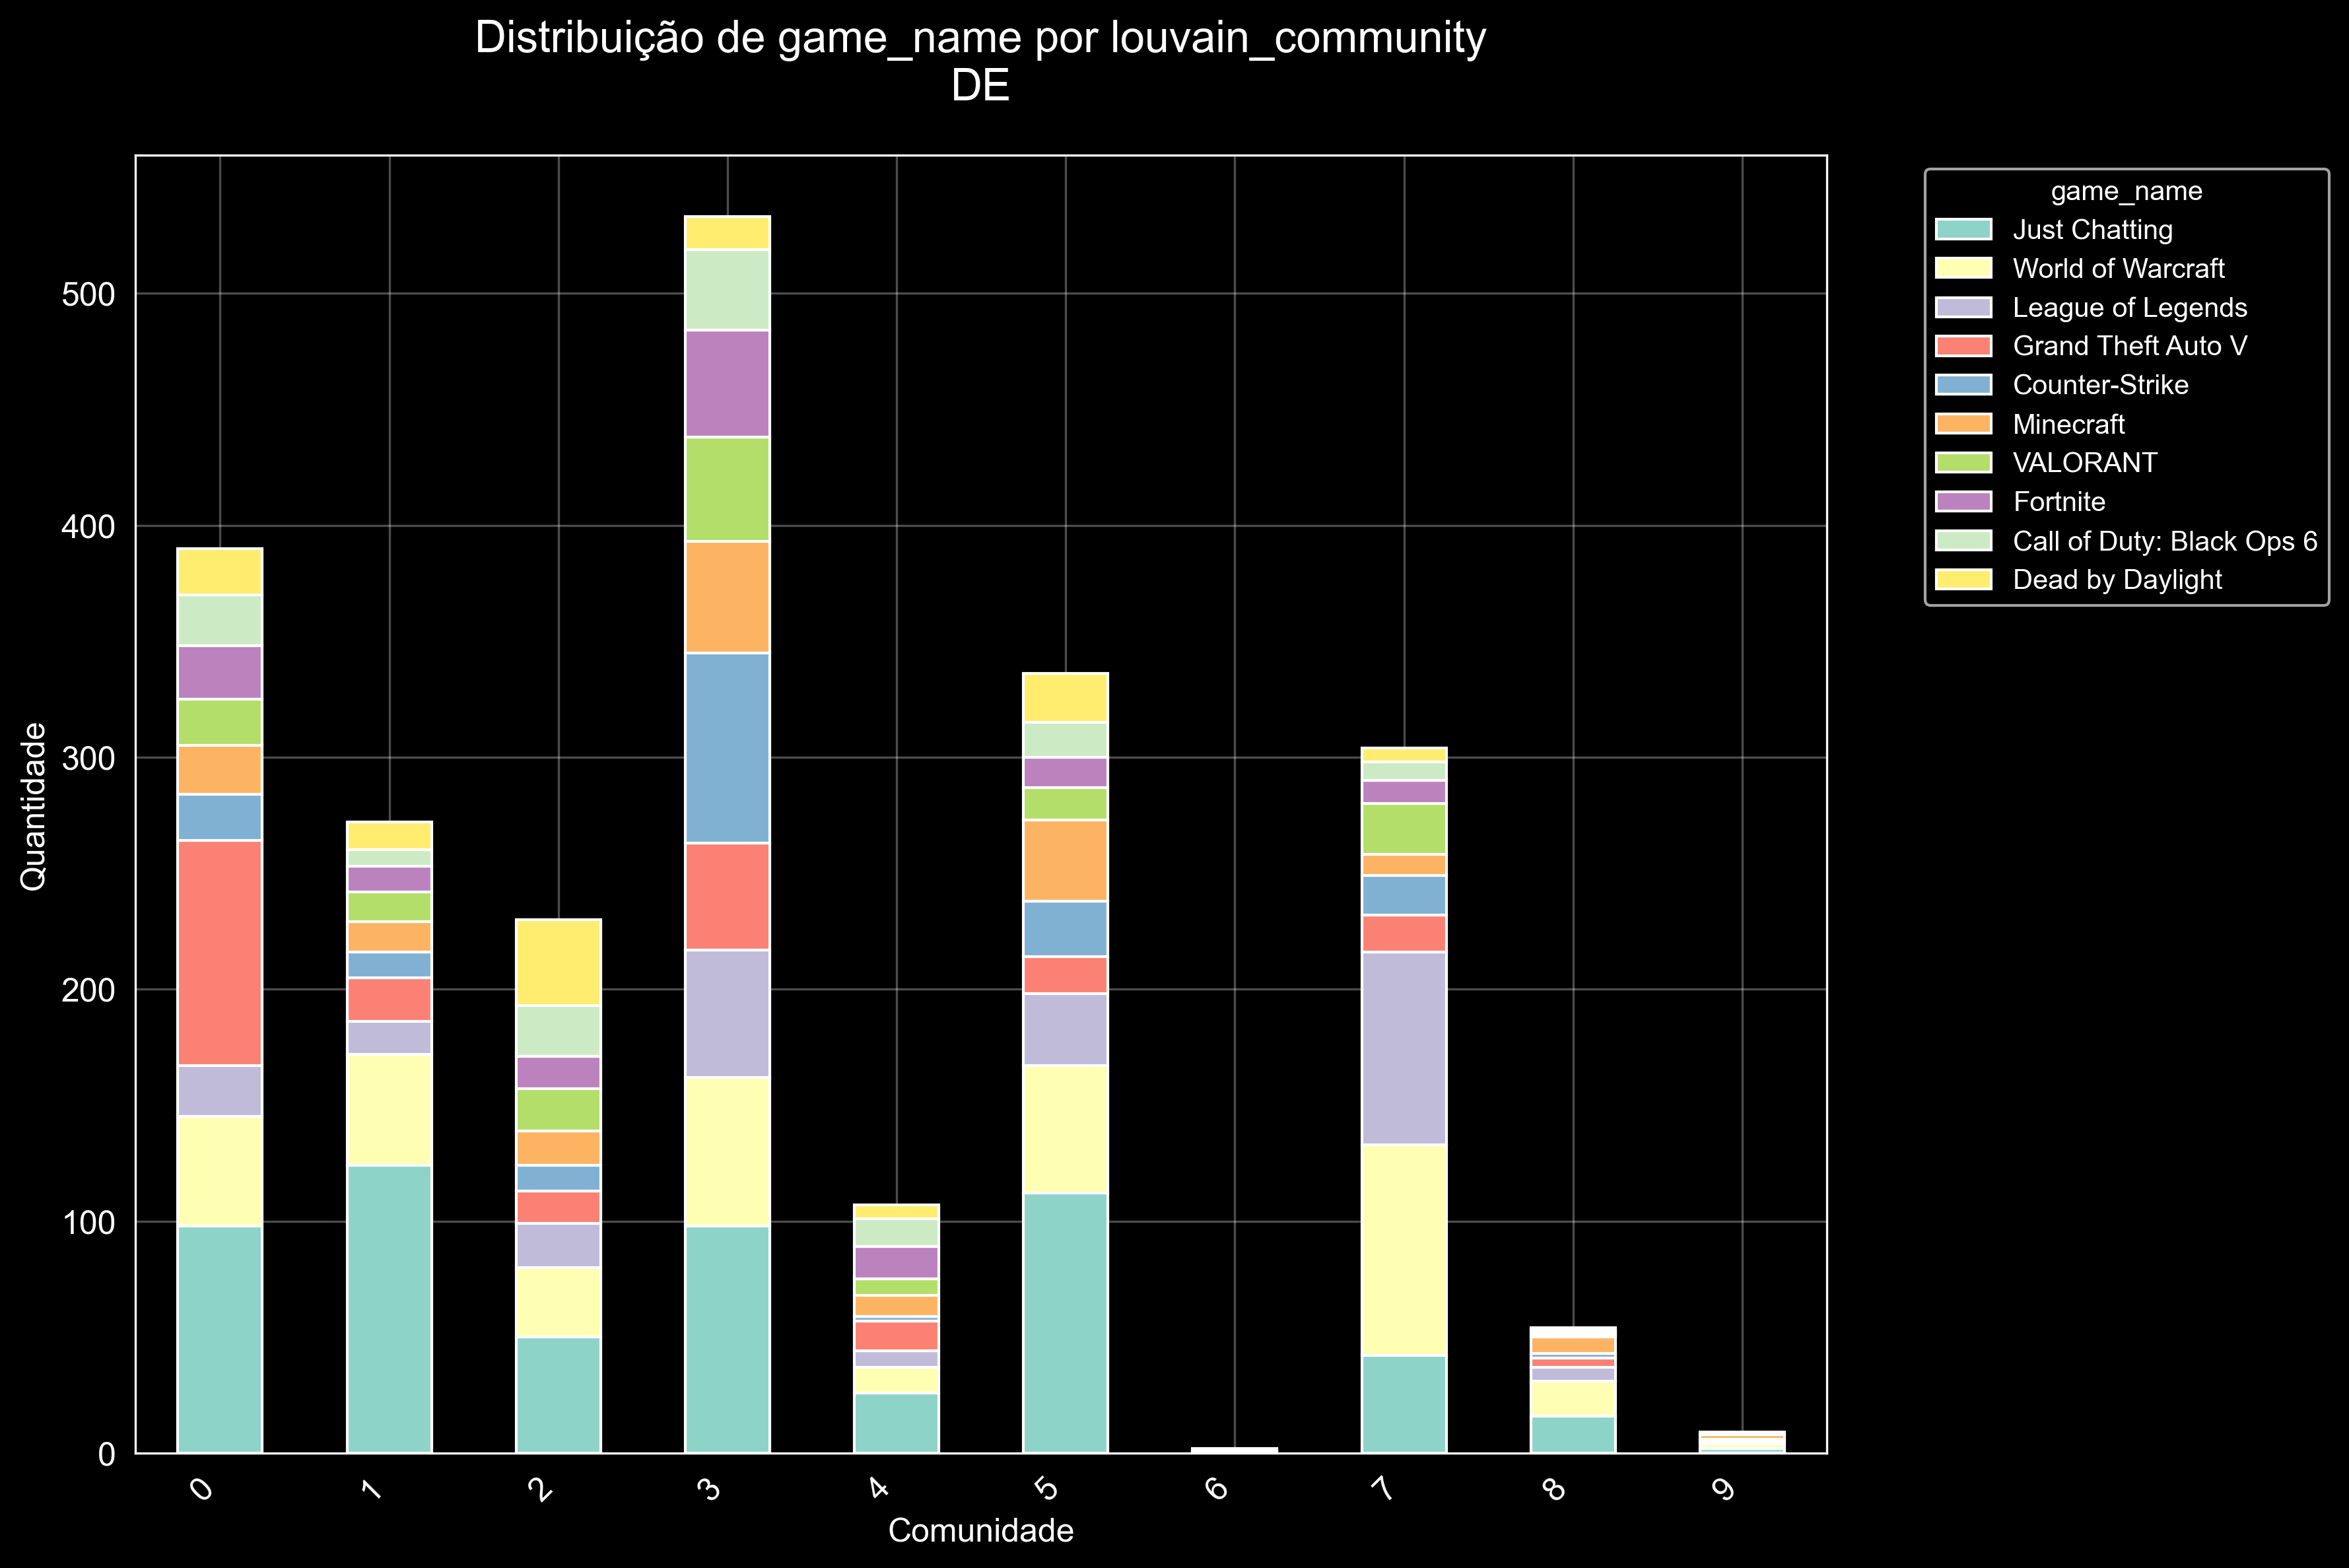 Distribuição de game_name por louvain_community
DE
game_name
Just Chatting
World of Warcraft
League of Legends
Grand Theft Auto V
Counter-Strike
Minecraft
VALORANT
Fortnite
Call of Duty: Black Ops 6
Dead by Daylight
Quantidade
500
400
300
200
100
0
0 1 2 3 4 5 6 7 8 9
Comunidade